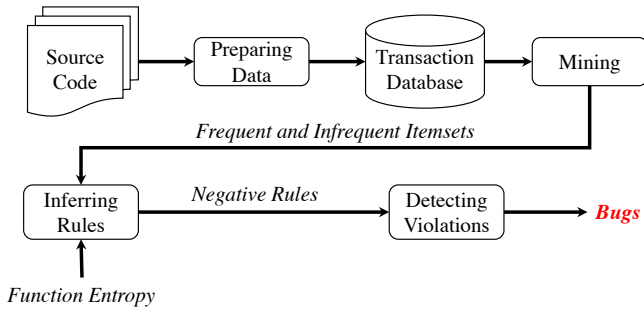 Source
Code
Preparing
Data
Transaction
Database
Mining
Frequent and Infrequent Itemsets
Inferring
Rules
Negative Rules
Detecting
Violations
Bugs
Function Entropy